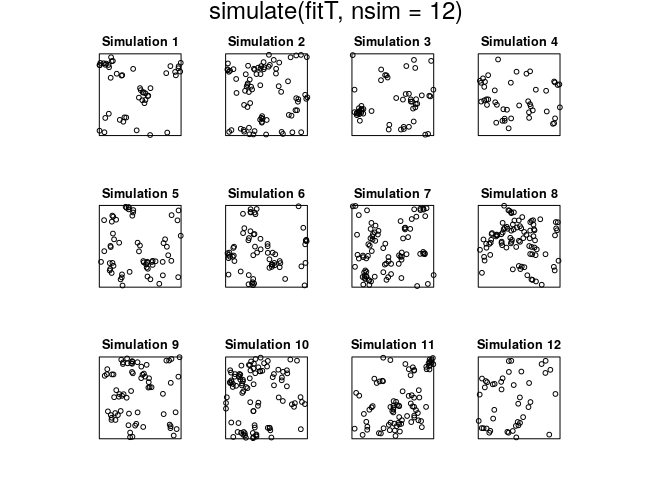 simulate(fitT, nsim = 12)
Simulation 1
Simulation 2
Simulation 3
Simulation 4
Simulation 5
Simulation 6
Simulation 7
Simulation 8
Simulation 9
Simulation 10
Simulation 11
Simulation 12